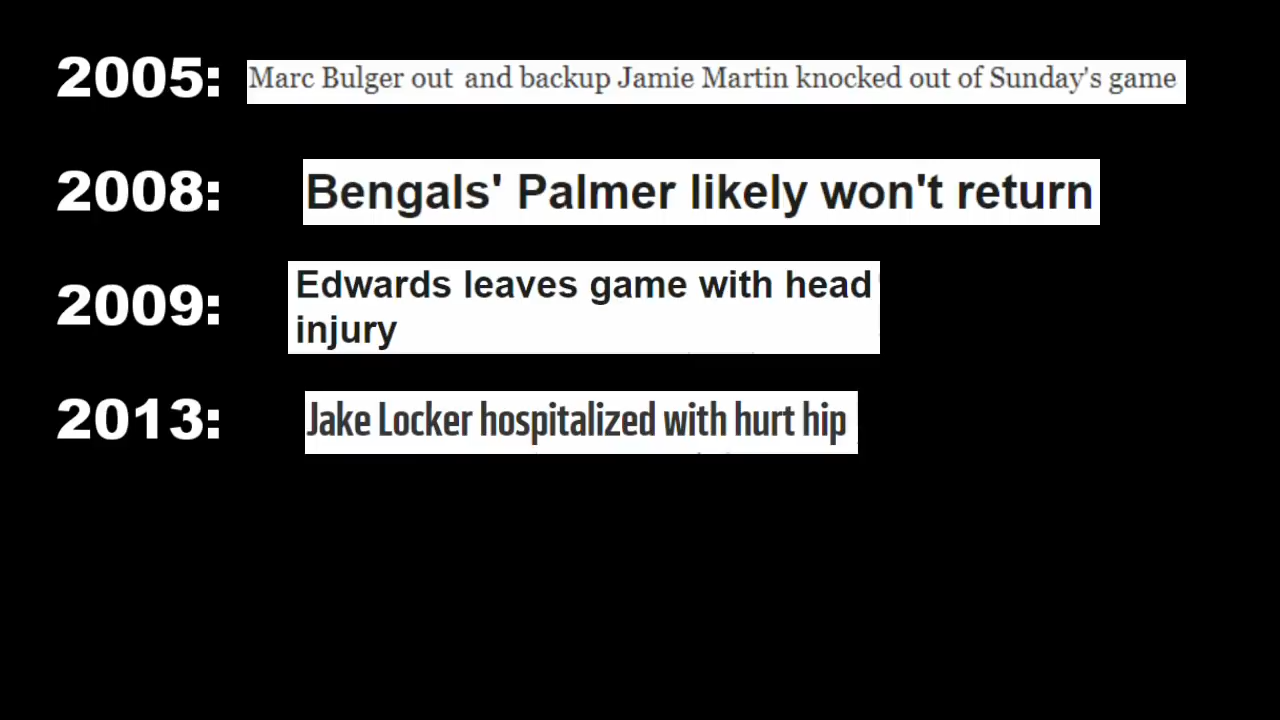 2005: Marc Bulger out and backup Jamie Martin knocked out of Sunday's game
2008: Bengals' Palmer likely won't return
2009: Edwards leaves game with head
injury
2013: Jake Locker hospitalized with hurt hip